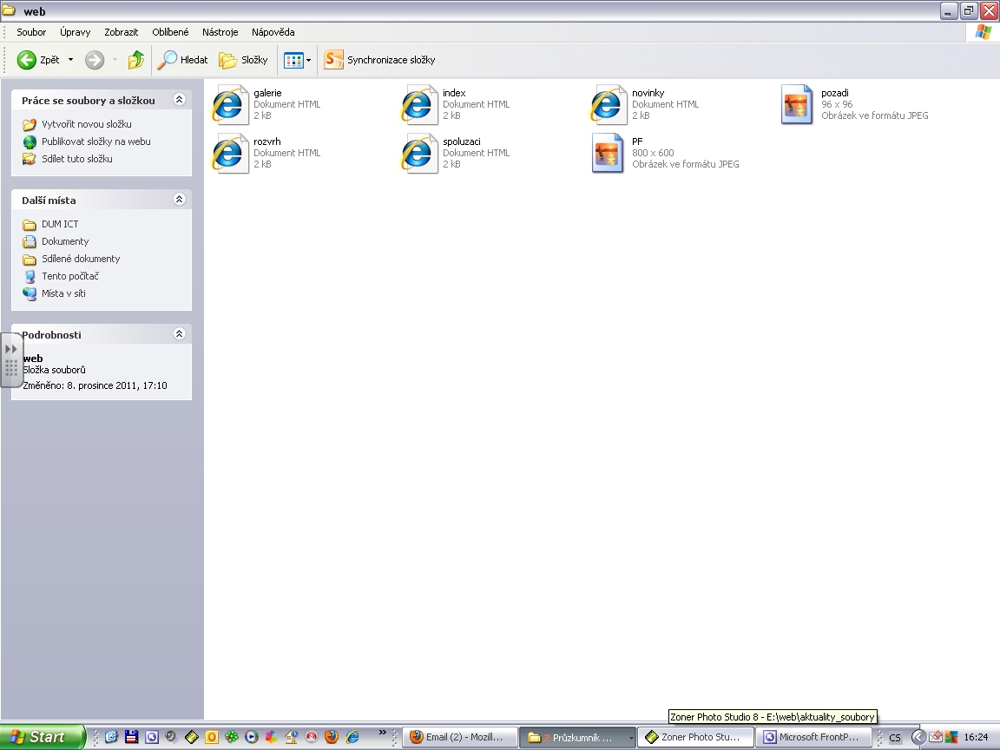 web
Soubor Úpravy Zobrazit Oblíbené Nástroje Nápověda
Zpět Hledat Složky Synchronizace složky
Práce se soubory a složkou
Vytvořit novou složku
Publikovat složky na webu
Sdílet tuto složku
Další místa
DUM ICT
Dokumenty
Sdílené dokumenty
Tento počítač
Místa v síti
Podrobnosti
web
Složka souborů
Změněno: 8. prosince 2011, 17:10
galerie
Dokument HTML
2 kB
index
Dokument HTML
2 kB
novinky
Dokument HTML
2 kB
pozadi
96 x 96
Obrázek ve formátu JPEG
rozvrh
Dokument HTML
2 kB
spoluzaci
Dokument HTML
2 kB
PF
800 x 600
Obrázek ve formátu JPEG
Zoner Photo Studio 8 - E:\web\aktuality_soubory
Start Email (2) - Mozill... 2 Průzkumník ... Zoner Photo Stu... Microsoft FrontP... CS 16:24